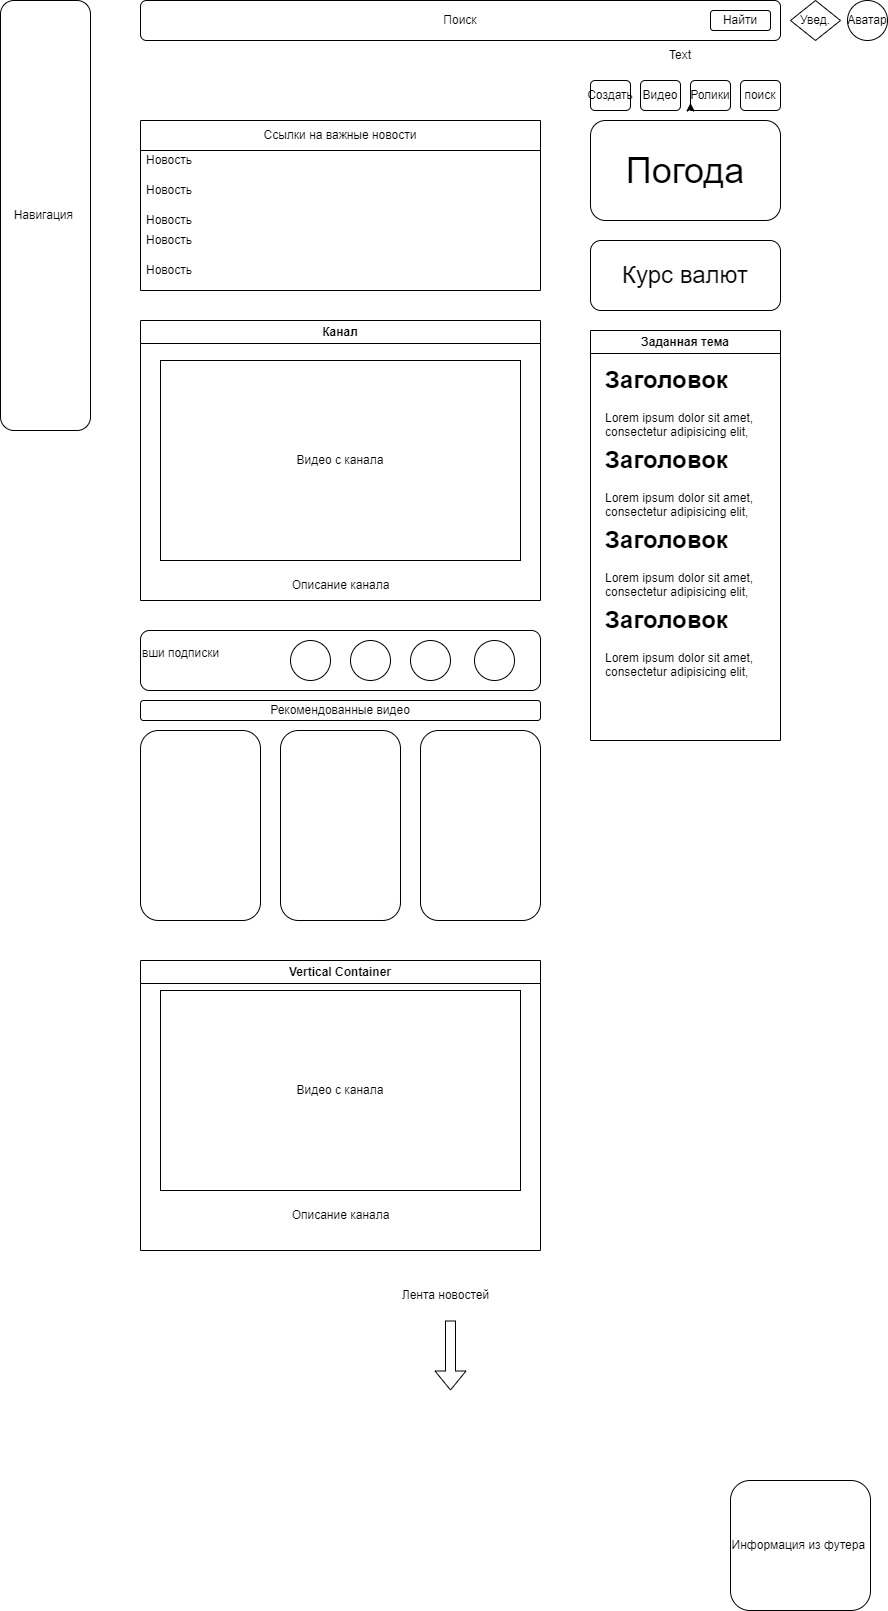 Поиск
Найти
Увед.
Аватар
Text
Создать
Видео
Ролики
поиск
Навигация
Ссылки на важные новости
Новость
Новость
Новость
Новость
Новость
Погода
Курс валют
Канал
Видео с канала
Описание канала
Заданная тема
Заголовок
Lorem ipsum dolor sit amet,
consectetur adipisicing elit,
Заголовок
Lorem ipsum dolor sit amet,
consectetur adipisicing elit,
Заголовок
Lorem ipsum dolor sit amet,
consectetur adipisicing elit,
Заголовок
Lorem ipsum dolor sit amet,
consectetur adipisicing elit,
вши подписки
Рекомендованные видео
Vertical Container
Видео с канала
Описание канала
Лента новостей
Информация из футера